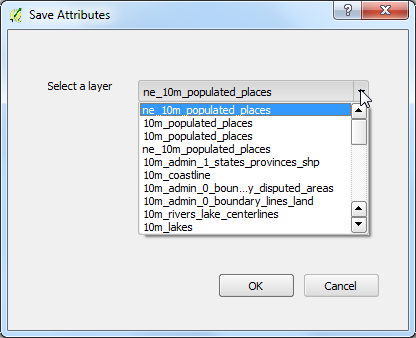 Save Attributes
?
Select a layer
ne_10m_populated_places
ne_10m_populated_places
10m_populated_places
10m_populated_places
ne_10m_populated_places
10m_admin_1_states_provinces_shp
10m_coastline
10m_admin_0_boun...y_disputed_areas
10m_admin_0_boundary_lines_land
10m_rivers_lake_centerlines
10m_lakes
OK
Cancel